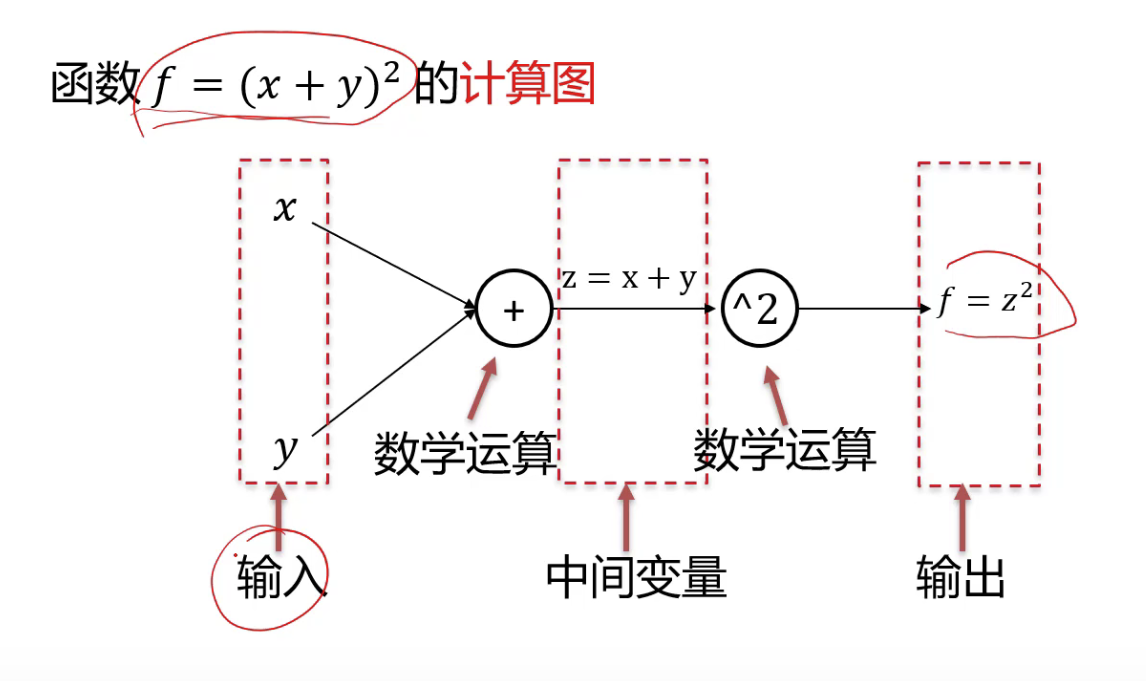 函数 f = (x + y)² 的计算图
x
z = x + y
+
^2
f = z²
y
数学运算
数学运算
输入
中间变量
输出